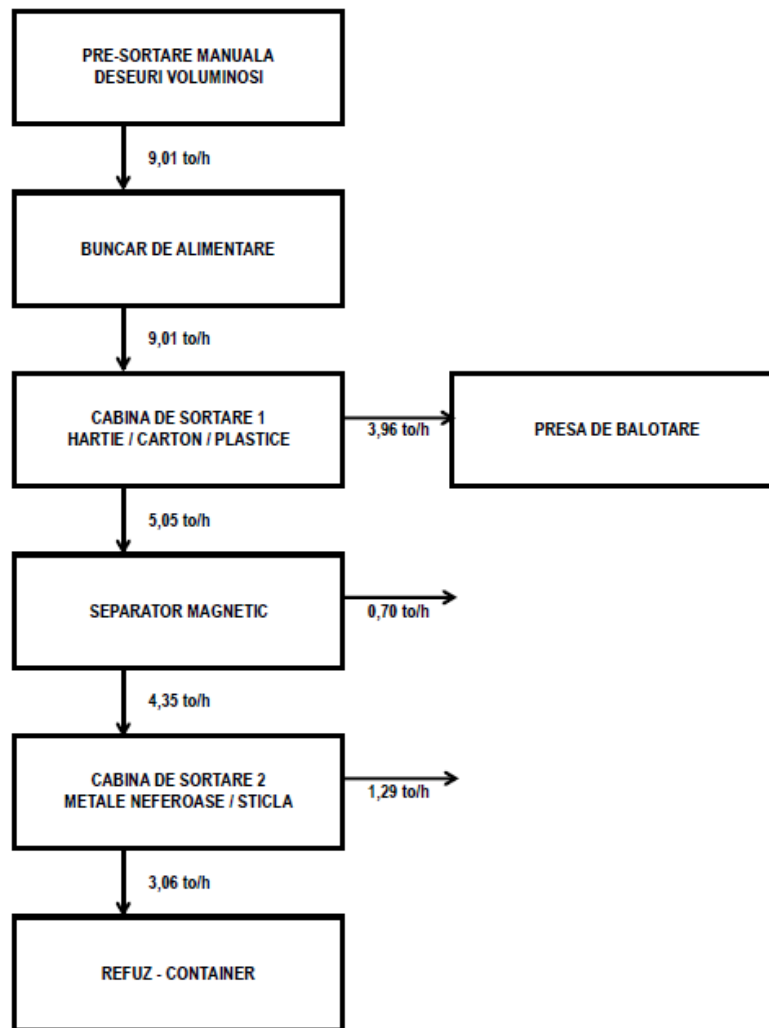 PRE-SORTARE MANUALA
DESEURI VOLUMINOSI
9,01 to/h
BUNCAR DE ALIMENTARE
9,01 to/h
CABINA DE SORTARE 1
HARTIE / CARTON / PLASTICE
3,96 to/h
PRESA DE BALOTARE
5,05 to/h
SEPARATOR MAGNETIC
0,70 to/h
4,35 to/h
CABINA DE SORTARE 2
METALE NEFEROASE / STICLA
1,29 to/h
3,06 to/h
REFUZ - CONTAINER